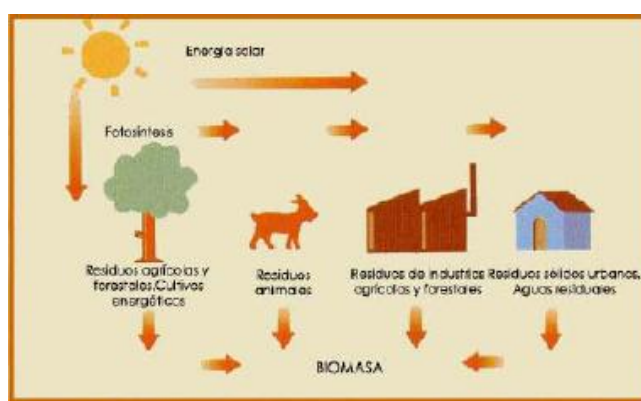 Energía solar
Fotosíntesis
Residuos agrícolas y
forestales.Cultivos
energéticos
Residuos
animales
Residuos de industrias
agrícolas y forestales
Residuos sólidos urbanos.
Aguas residuales
BIOMASA